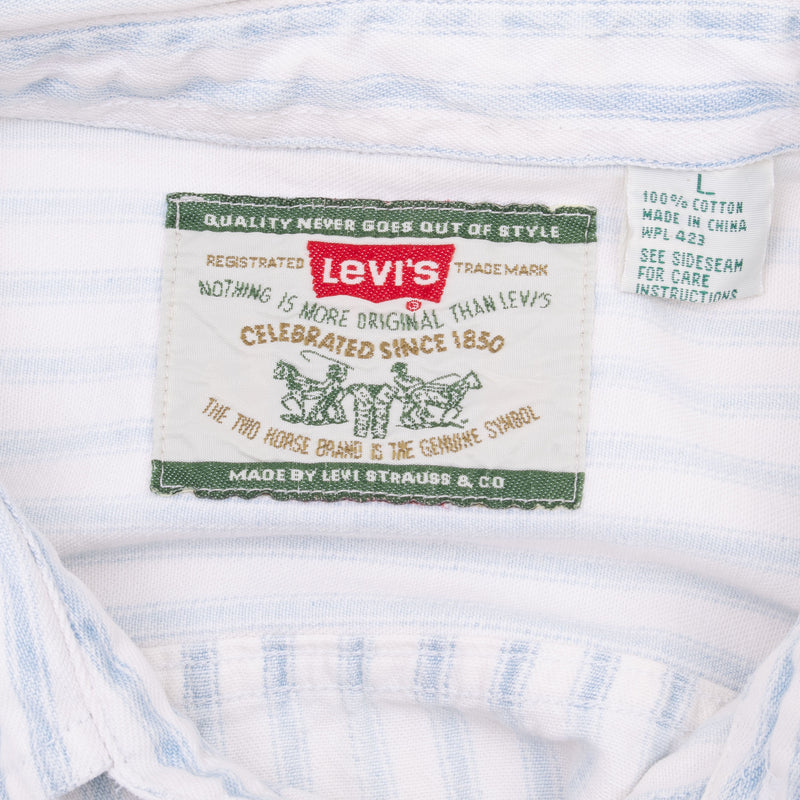 QUALITY NEVER GOES OUT OF STYLE
REGISTRATED LEVI'S TRADEMARK
®
NOTHING IS MORE ORIGINAL THAN LEVI'S
CELEBRATED SINCE 1850
THE TWO HORSE BRAND IS THE GENUINE SYMBOL
MADE BY LEVI STRAUSS & CO
L
100% COTTON
MADE IN CHINA
WPL 423
SEE SIDESEAM
FOR CARE
INSTRUCTIONS